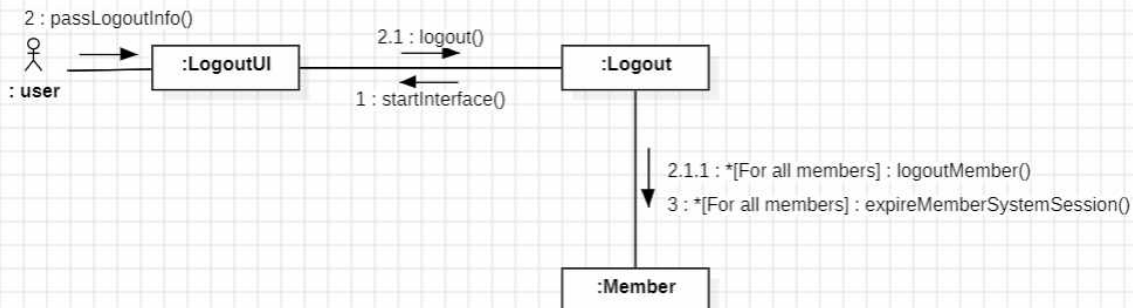 2 : passLogoutInfo()
2.1 : logout()
:LogoutUI
:Logout
: user
1 : startInterface()
2.1.1 : *[For all members] : logoutMember()
3 : *[For all members] : expireMemberSystemSession()
:Member